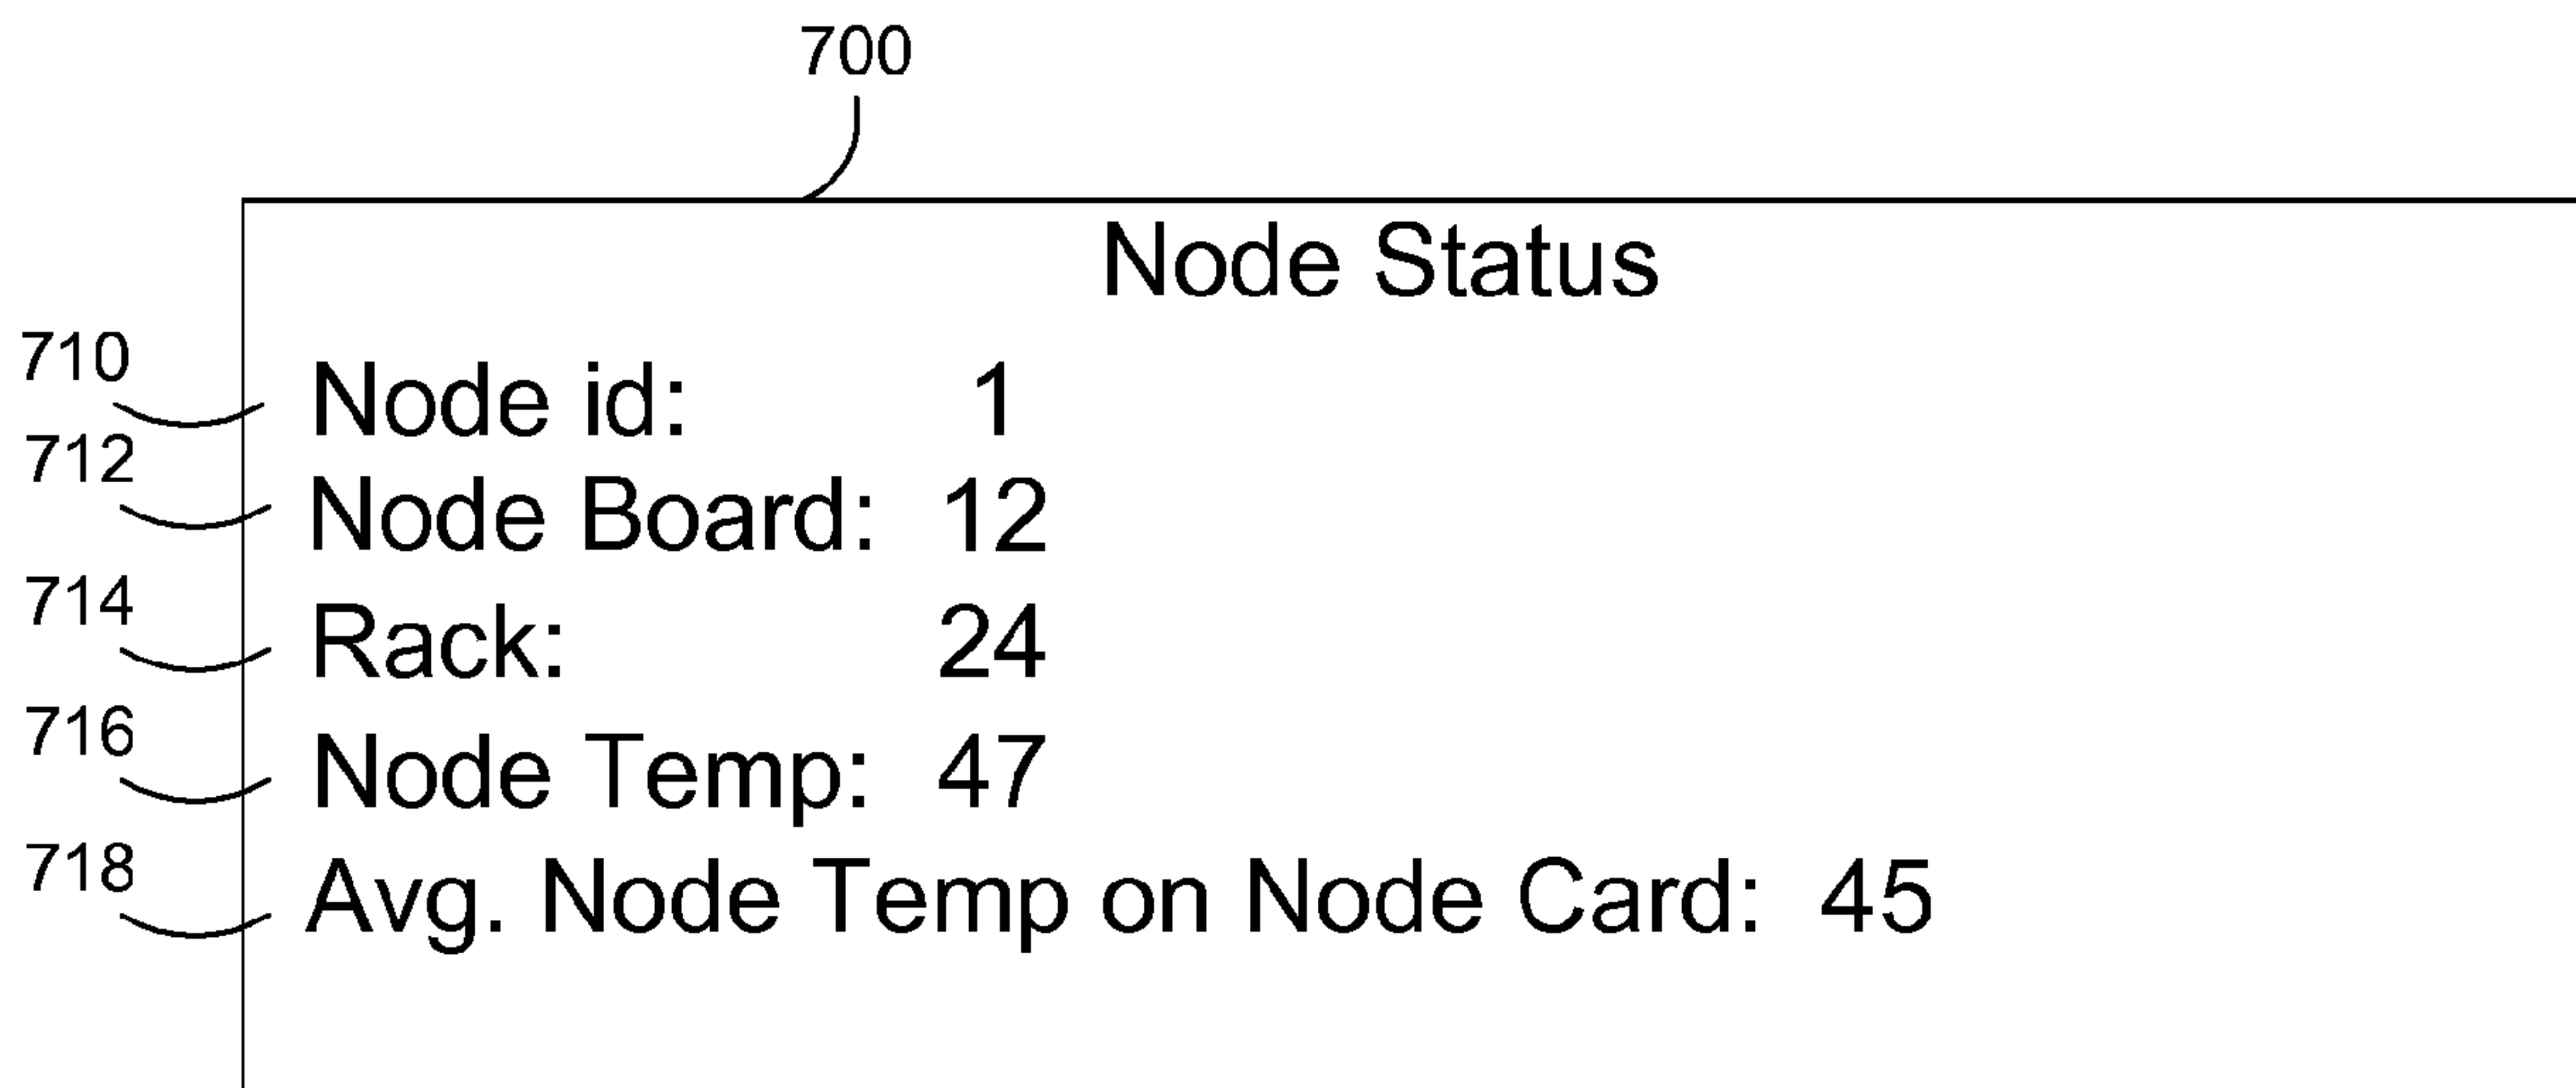 700
Node Status
710 Node id: 1
712 Node Board: 12
714 Rack: 24
716 Node Temp: 47
718 Avg. Node Temp on Node Card: 45